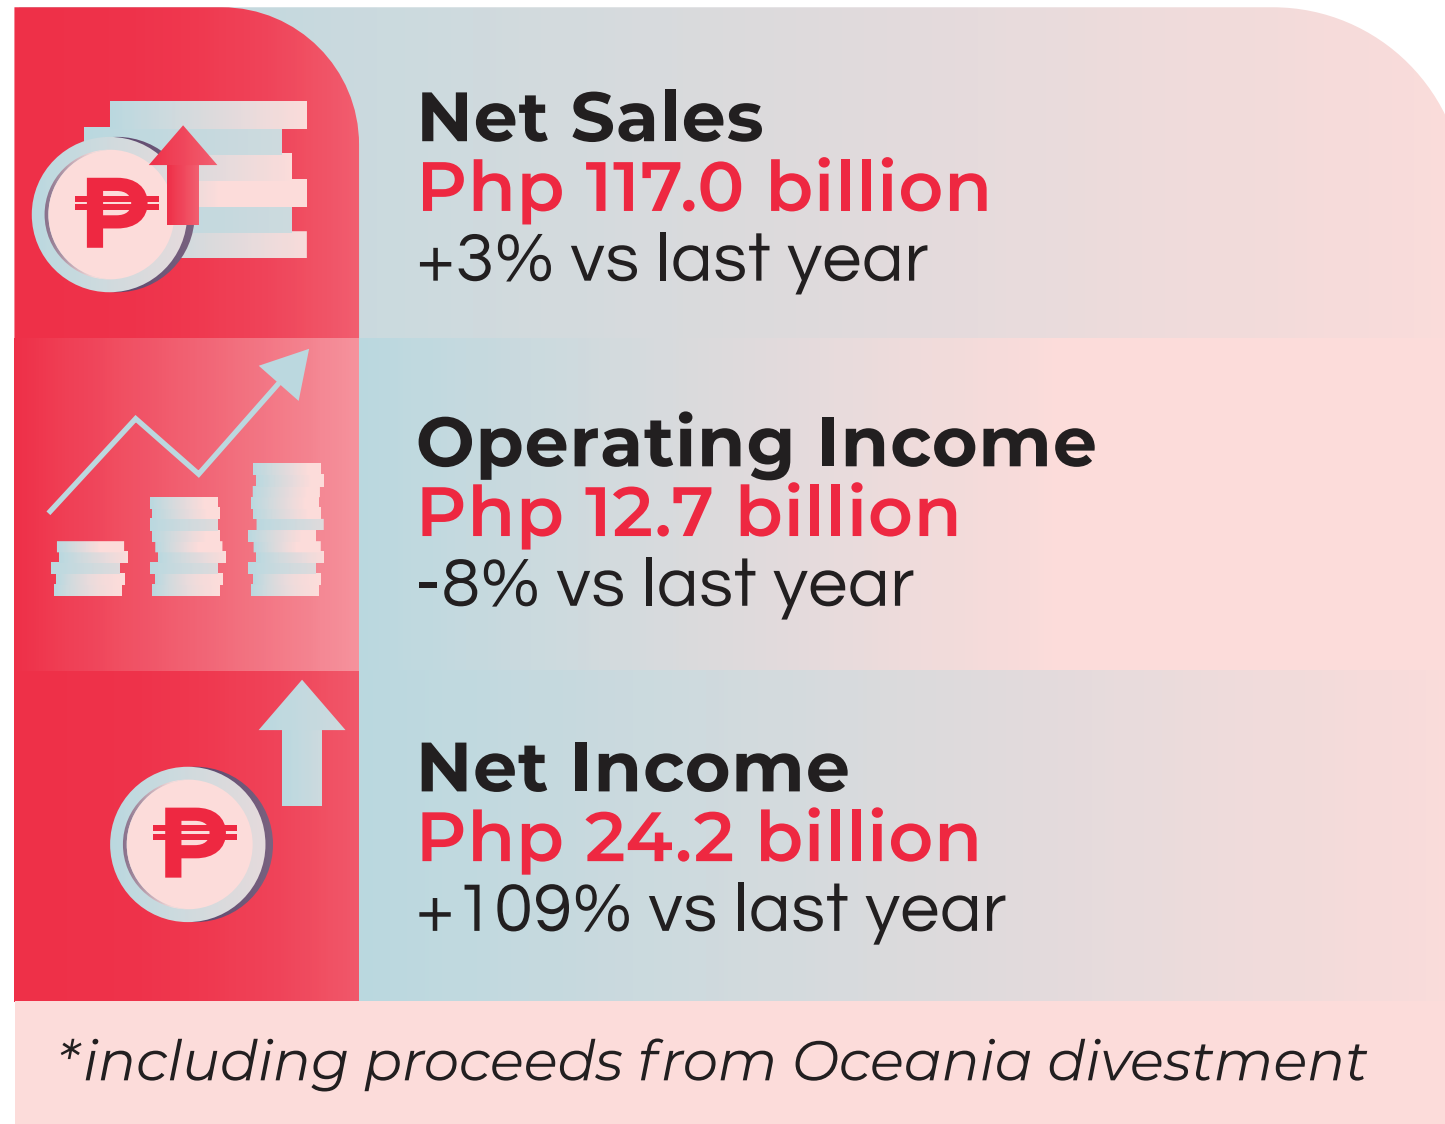 Net Sales
Php 117.0 billion
+3% vs last year
Operating Income
Php 12.7 billion
-8% vs last year
Net Income
Php 24.2 billion
+109% vs last year
*including proceeds from Oceania divestment